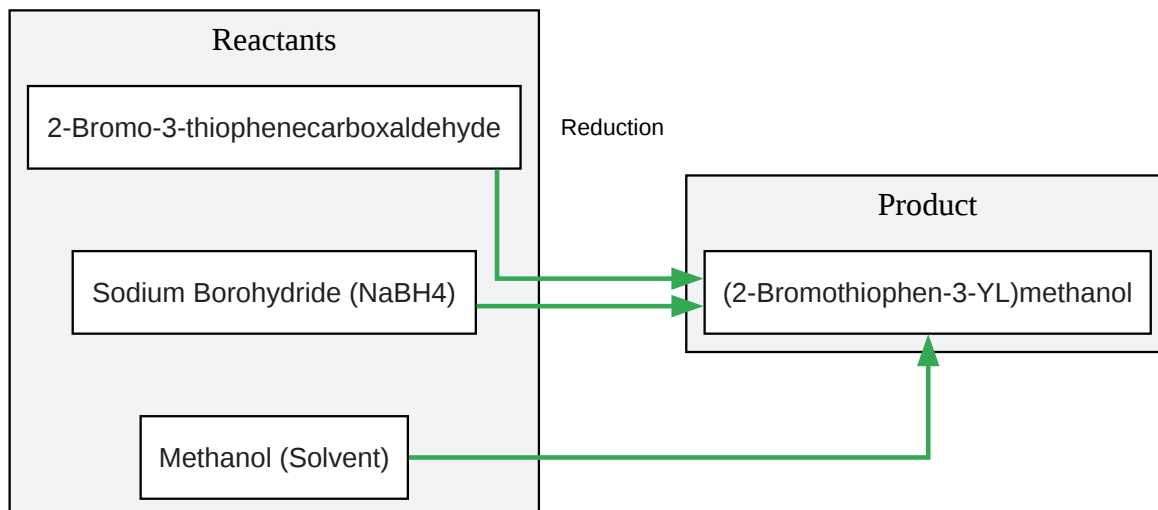 Reactants
2-Bromo-3-thiophenecarboxaldehyde
Reduction
Sodium Borohydride (NaBH4)
Methanol (Solvent)
Product
(2-Bromothiophen-3-YL)methanol